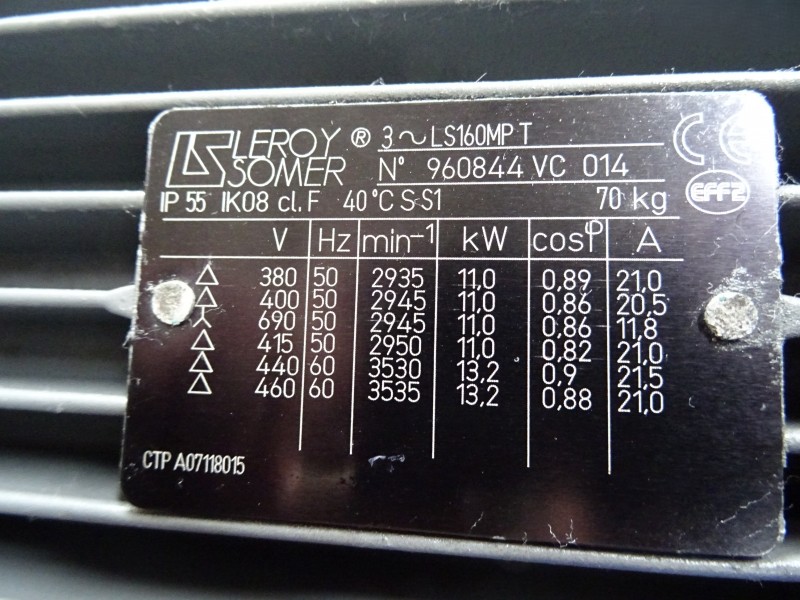 LS LEROY SOMER ® 3~LS160MP T
N° 960844 VC 014
CE
EFF2
IP 55 IK08 cl.F 40°C S·S1 70 kg
V Hz min-1 kW cosφ A
△ 380 50 2935 11,0 0,89 21,0
△ 400 50 2945 11,0 0,86 20,5
Y 690 50 2945 11,0 0,86 11,8
△ 415 50 2950 11,0 0,82 21,0
△ 440 60 3530 13,2 0,9 21,5
△ 460 60 3535 13,2 0,88 21,0
CTP A07118015